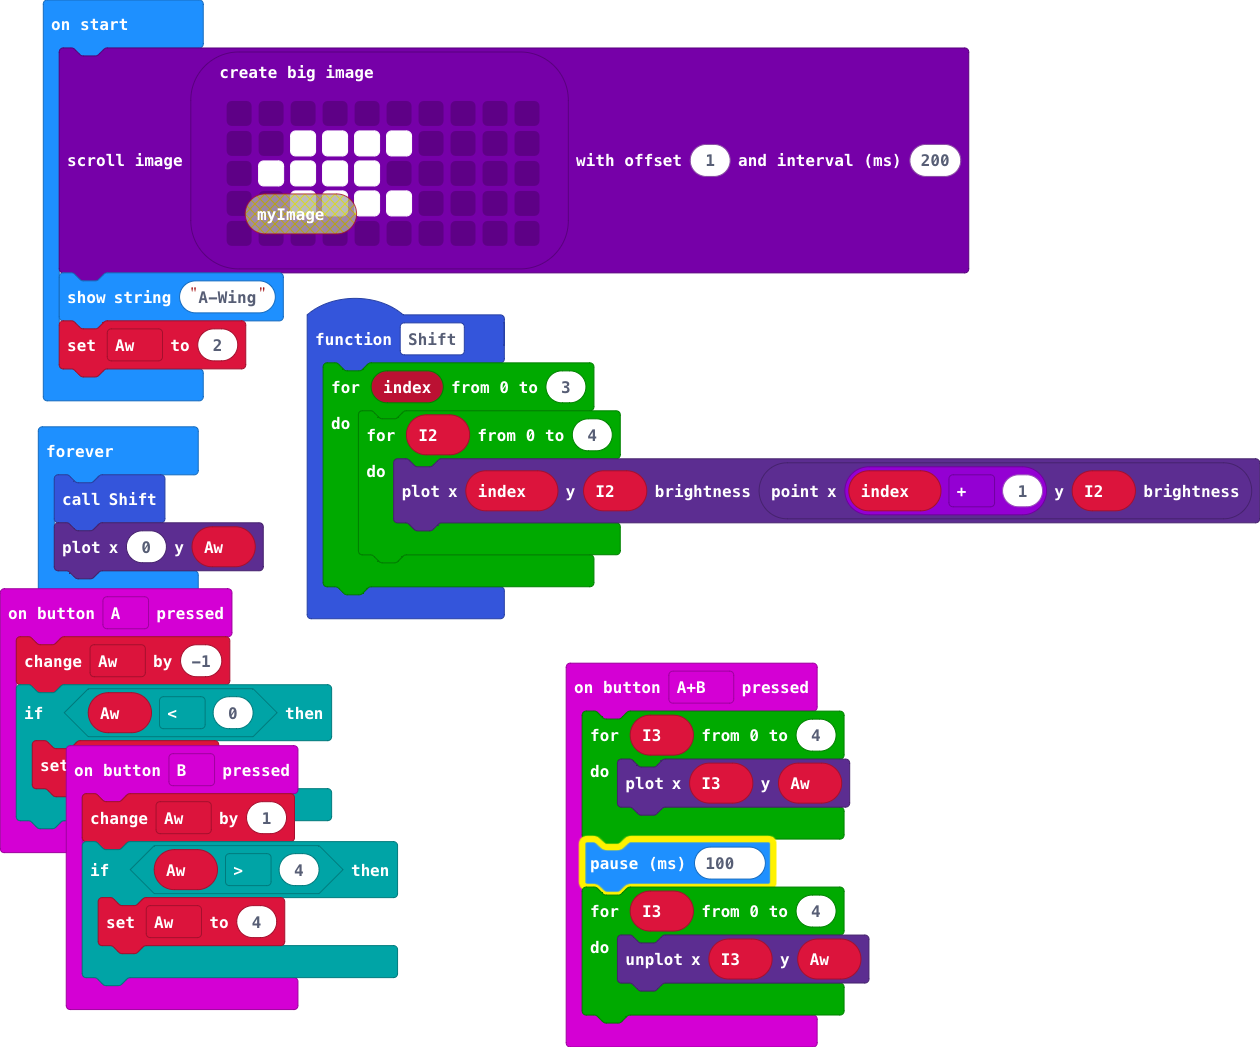 on start
create big image
scroll image with offset 1 and interval (ms) 200
myImage
show string "A-Wing"
set Aw to 2
function Shift
for index from 0 to 3
do
for I2 from 0 to 4
do
plot x index y I2 brightness point x index + 1 y I2 brightness
forever
call Shift
plot x 0 y Aw
on button A pressed
change Aw by -1
if Aw < 0 then
set
on button B pressed
change Aw by 1
if Aw > 4 then
set Aw to 4
on button A+B pressed
for I3 from 0 to 4
do plot x I3 y Aw
pause (ms) 100
for I3 from 0 to 4
do
unplot x I3 y Aw